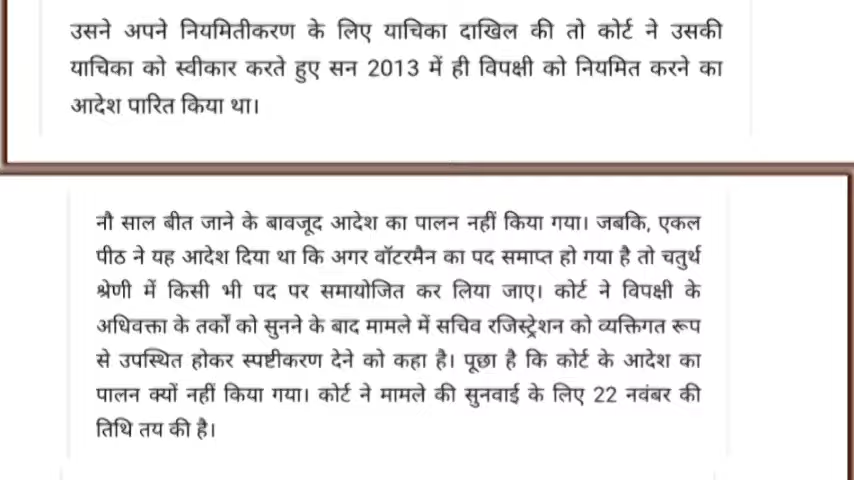 उसने अपने नियमितीकरण के लिए याचिका दाखिल की तो कोर्ट ने उसकी
याचिका को स्वीकार करते हुए सन 2013 में ही विपक्षी को नियमित करने का
आदेश पारित किया था।
नौ साल बीत जाने के बावजूद आदेश का पालन नहीं किया गया। जबकि, एकल
पीठ ने यह आदेश दिया था कि अगर वॉटरमैन का पद समाप्त हो गया है तो चतुर्थ
श्रेणी में किसी भी पद पर समायोजित कर लिया जाए। कोर्ट ने विपक्षी के
अधिवक्ता के तर्कों को सुनने के बाद मामले में सचिव रजिस्ट्रेशन को व्यक्तिगत रूप
से उपस्थित होकर स्पष्टीकरण देने को कहा है। पूछा है कि कोर्ट के आदेश का
पालन क्यों नहीं किया गया। कोर्ट ने मामले की सुनवाई के लिए 22 नवंबर की
तिथि तय की है।